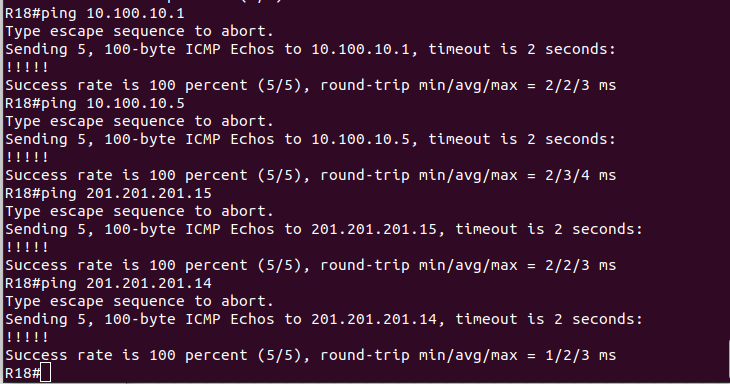 R18#ping 10.100.10.1
Type escape sequence to abort.
Sending 5, 100-byte ICMP Echos to 10.100.10.1, timeout is 2 seconds:
!!!!!
Success rate is 100 percent (5/5), round-trip min/avg/max = 2/2/3 ms
R18#ping 10.100.10.5
Type escape sequence to abort.
Sending 5, 100-byte ICMP Echos to 10.100.10.5, timeout is 2 seconds:
!!!!!
Success rate is 100 percent (5/5), round-trip min/avg/max = 2/3/4 ms
R18#ping 201.201.201.15
Type escape sequence to abort.
Sending 5, 100-byte ICMP Echos to 201.201.201.15, timeout is 2 seconds:
!!!!!
Success rate is 100 percent (5/5), round-trip min/avg/max = 2/2/3 ms
R18#ping 201.201.201.14
Type escape sequence to abort.
Sending 5, 100-byte ICMP Echos to 201.201.201.14, timeout is 2 seconds:
!!!!!
Success rate is 100 percent (5/5), round-trip min/avg/max = 1/2/3 ms
R18#